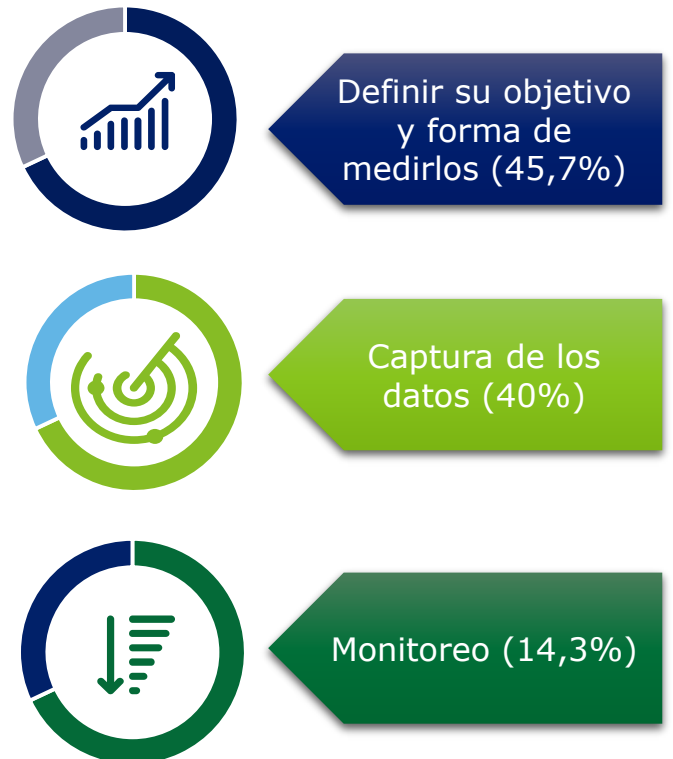 Definir su objetivo
y forma de
medirlos (45,7%)
Captura de los
datos (40%)
Monitoreo (14,3%)